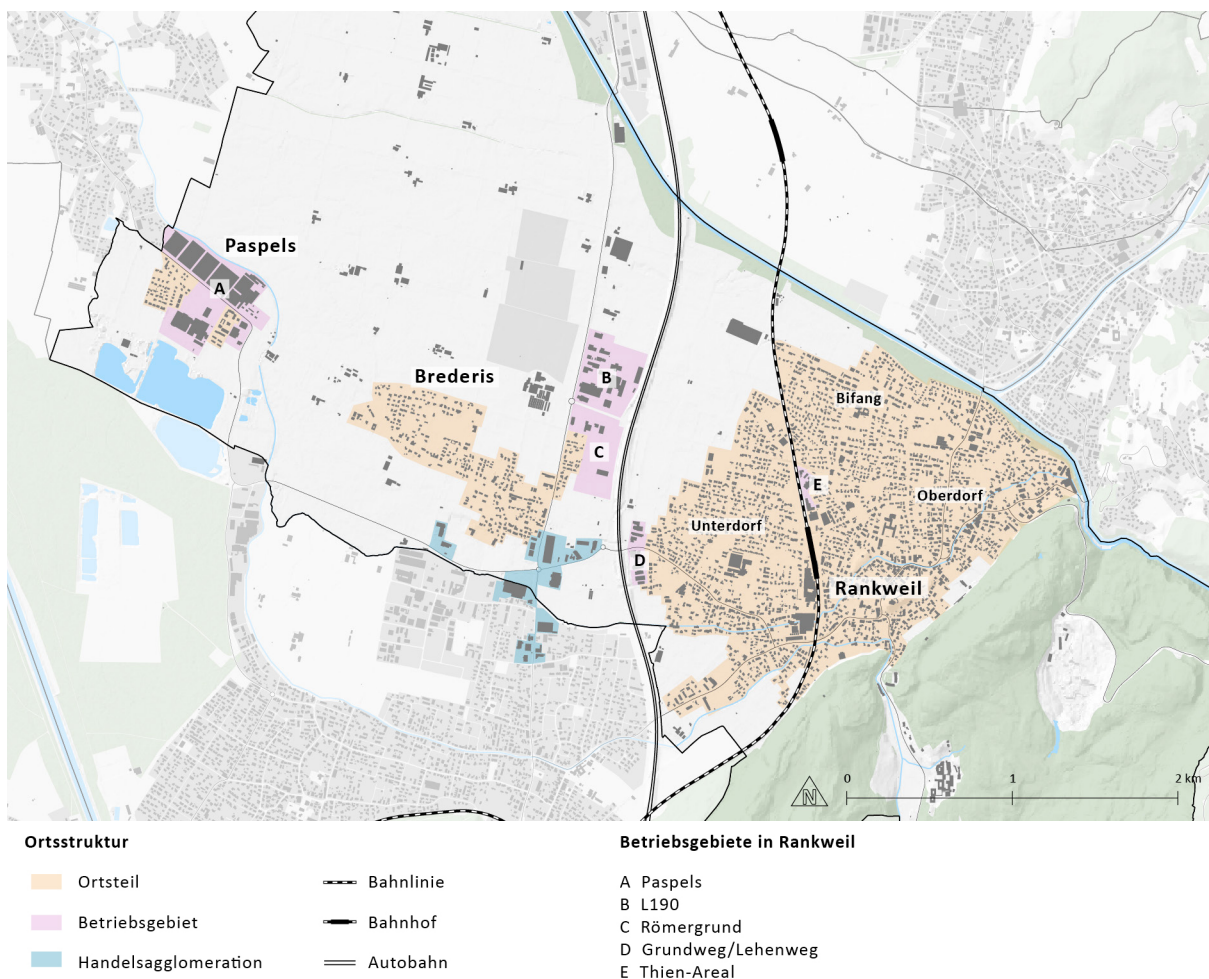 Paspels
A
Brederis
B
C
Bifang
E
Oberdorf
Unterdorf
D
Rankweil
N
0 1 2 km
Ortsstruktur
Ortsteil
Betriebsgebiet
Handelsagglomeration
Bahnlinie
Bahnhof
Autobahn
Betriebsgebiete in Rankweil
A Paspels
B L190
C Römergrund
D Grundweg/Lehenweg
E Thien-Areal